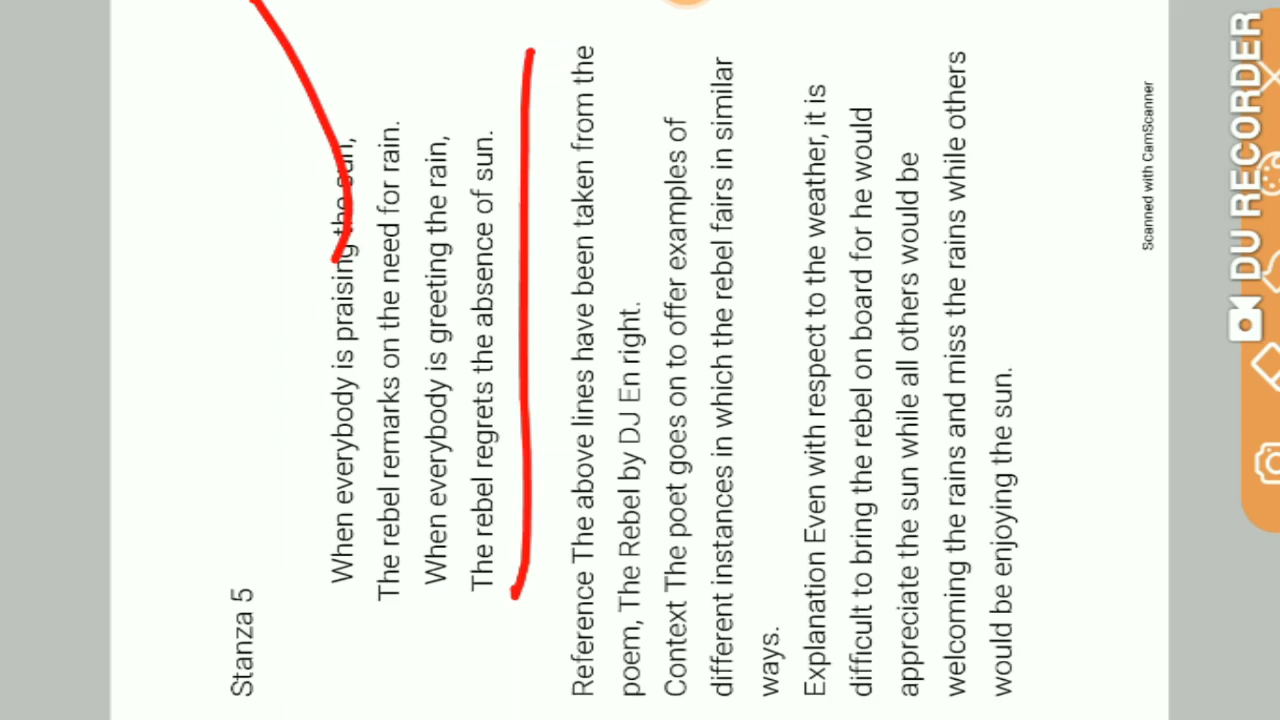 Stanza 5
When everybody is praising the sun,
The rebel remarks on the need for rain.
When everybody is greeting the rain,
The rebel regrets the absence of sun.
Reference The above lines have been taken from the
poem, The Rebel by DJ En right.
Context The poet goes on to offer examples of
different instances in which the rebel fairs in similar
ways.
Explanation Even with respect to the weather, it is
difficult to bring the rebel on board for he would
appreciate the sun while all others would be
welcoming the rains and miss the rains while others
would be enjoying the sun.
Scanned with CamScanner
DU RECORDER